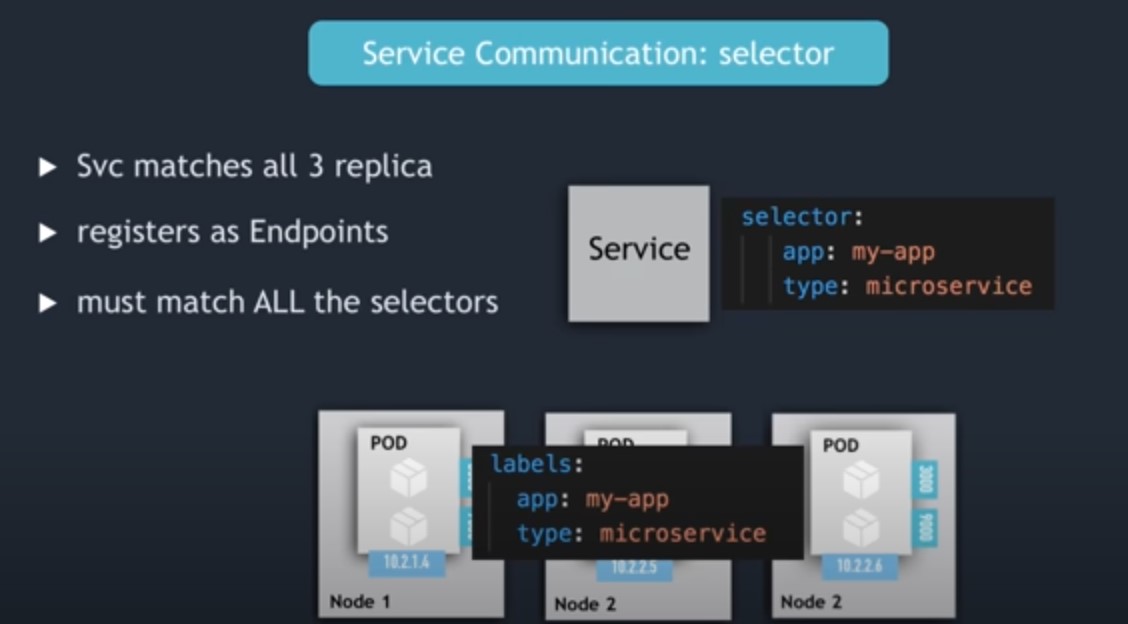 Service Communication: selector
▶ Svc matches all 3 replica
▶ registers as Endpoints
▶ must match ALL the selectors
Service
selector:
app: my-app
type: microservice
POD
POD
POD
labels:
app: my-app
type: microservice
3000
9000
10.2.1.4
10.2.2.5
10.2.2.6
Node 1
Node 2
Node 2